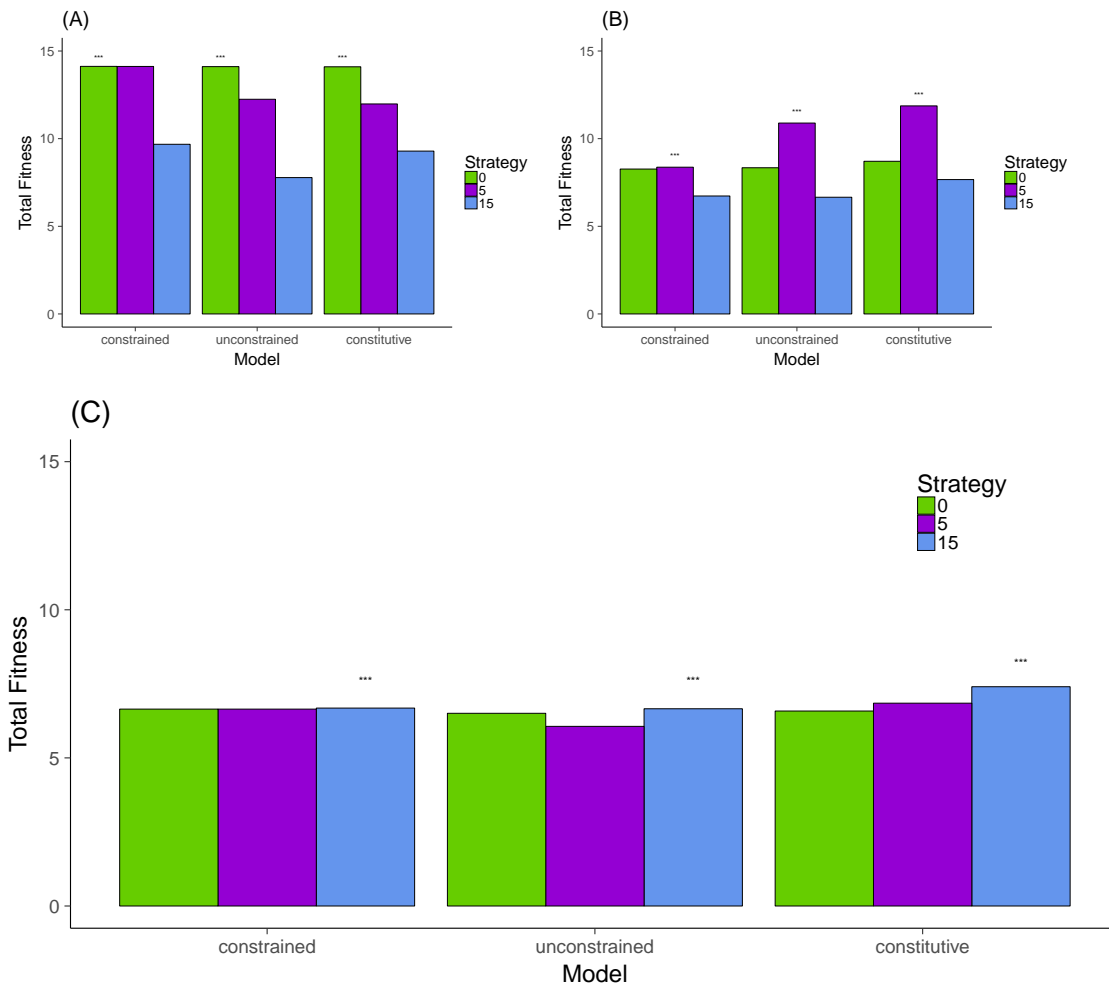 (A)
15
10
5
0
Total Fitness
***
***
***
constrained
unconstrained
constitutive
Model
Strategy
0
5
15
(B)
15
10
5
0
Total Fitness
***
***
***
constrained
unconstrained
constitutive
Model
Strategy
0
5
15
(C)
15
10
5
0
Total Fitness
***
***
***
constrained
unconstrained
constitutive
Model
Strategy
0
5
15